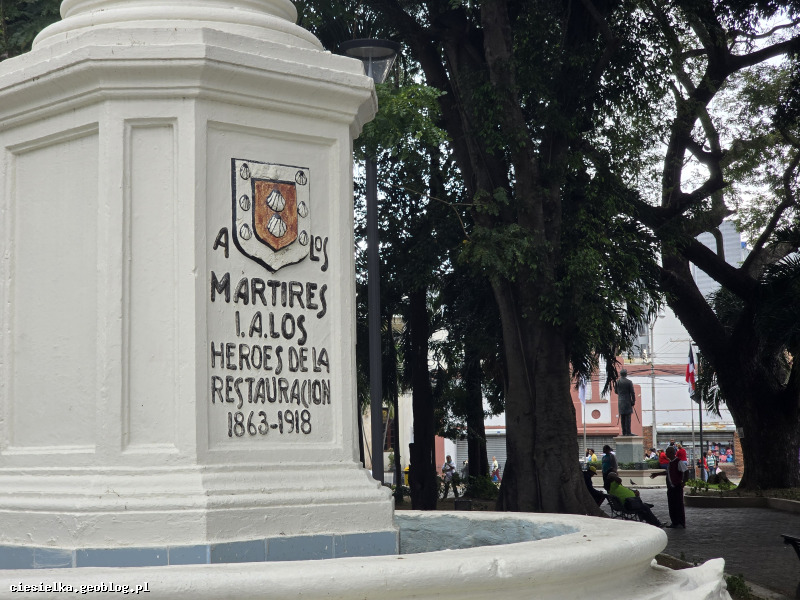 A LOS
MARTIRES
I.A.LOS
HEROES DE LA
RESTAURACION
1863-1918
ciesielka.geoblog.pl